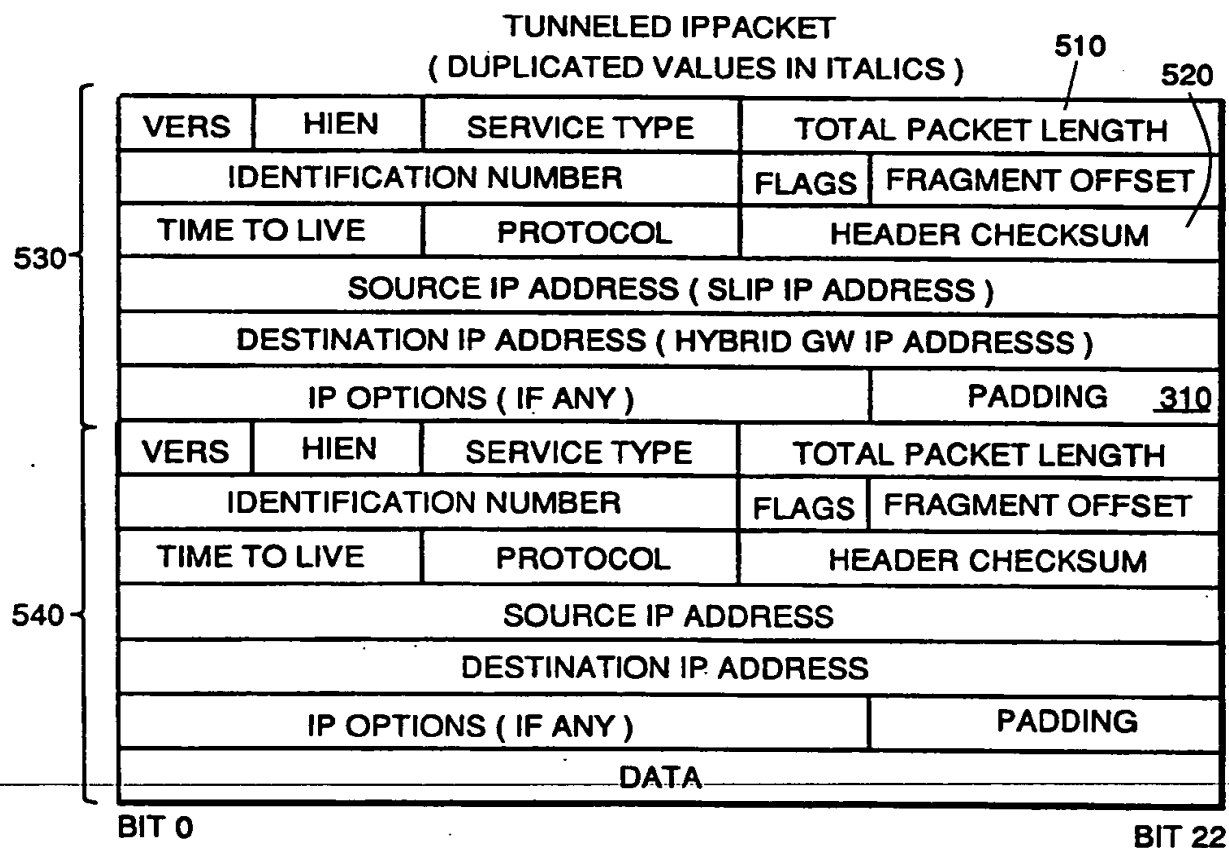 TUNNELED IPPACKET
( DUPLICATED VALUES IN ITALICS )
510
520
VERS HIEN SERVICE TYPE TOTAL PACKET LENGTH
IDENTIFICATION NUMBER FLAGS FRAGMENT OFFSET
TIME TO LIVE PROTOCOL HEADER CHECKSUM
530
SOURCE IP ADDRESS ( SLIP IP ADDRESS )
DESTINATION IP ADDRESS ( HYBRID GW IP ADDRESSS )
IP OPTIONS ( IF ANY ) PADDING 310
VERS HIEN SERVICE TYPE TOTAL PACKET LENGTH
IDENTIFICATION NUMBER FLAGS FRAGMENT OFFSET
TIME TO LIVE PROTOCOL HEADER CHECKSUM
540
SOURCE IP ADDRESS
DESTINATION IP ADDRESS
IP OPTIONS ( IF ANY ) PADDING
DATA
BIT 0 BIT 22